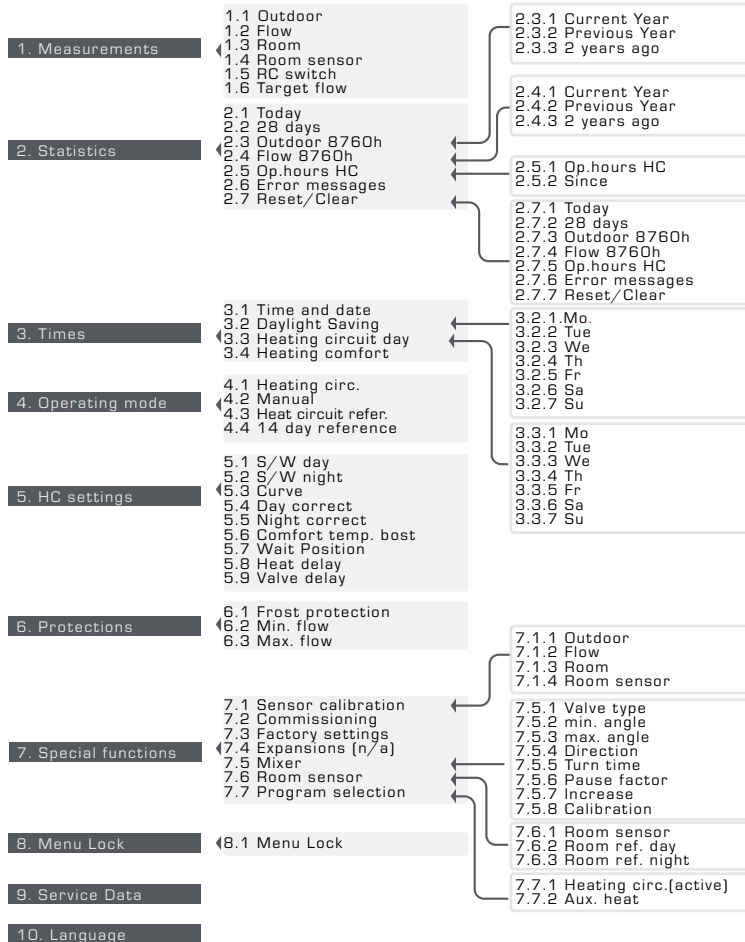 1. Measurements
1.1 Outdoor
1.2 Flow
1.3 Room
1.4 Room sensor
1.5 RC switch
1.6 Target flow
2. Statistics
2.1 Today
2.2 28 days
2.3 Outdoor 8760h
2.4 Flow 8760h
2.5 Op.hours HC
2.6 Error messages
2.7 Reset/Clear
2.3.1 Current Year
2.3.2 Previous Year
2.3.3 2 years ago
2.4.1 Current Year
2.4.2 Previous Year
2.4.3 2 years ago
2.5.1 Op.hours HC
2.5.2 Since
2.7.1 Today
2.7.2 28 days
2.7.3 Outdoor 8760h
2.7.4 Flow 8760h
2.7.5 Op.hours HC
2.7.6 Error messages
2.7.7 Reset/Clear
3. Times
3.1 Time and date
3.2 Daylight Saving
3.3 Heating circuit day
3.4 Heating comfort
3.2.1.Mo.
3.2.2 Tue
3.2.3 We
3.2.4 Th
3.2.5 Fr
3.2.6 Sa
3.2.7 Su
3.3.1 Mo
3.3.2 Tue
3.3.3 We
3.3.4 Th
3.3.5 Fr
3.3.6 Sa
3.3.7 Su
4. Operating mode
4.1 Heating circ.
4.2 Manual
4.3 Heat circuit refer.
4.4 14 day reference
5. HC settings
5.1 S/W day
5.2 S/W night
5.3 Curve
5.4 Day correct
5.5 Night correct
5.6 Comfort temp. bost
5.7 Wait Position
5.8 Heat delay
5.9 Valve delay
6. Protections
6.1 Frost protection
6.2 Min. flow
6.3 Max. flow
7. Special functions
7.1 Sensor calibration
7.2 Commissioning
7.3 Factory settings
7.4 Expansions (n/a)
7.5 Mixer
7.6 Room sensor
7.7 Program selection
7.1.1 Outdoor
7.1.2 Flow
7.1.3 Room
7.1.4 Room sensor
7.5.1 Valve type
7.5.2 min. angle
7.5.3 max. angle
7.5.4 Direction
7.5.5 Turn time
7.5.6 Pause factor
7.5.7 Increase
7.5.8 Calibration
7.6.1 Room sensor
7.6.2 Room ref. day
7.6.3 Room ref. night
7.7.1 Heating circ.(active)
7.7.2 Aux. heat
8. Menu Lock
8.1 Menu Lock
9. Service Data
10. Language